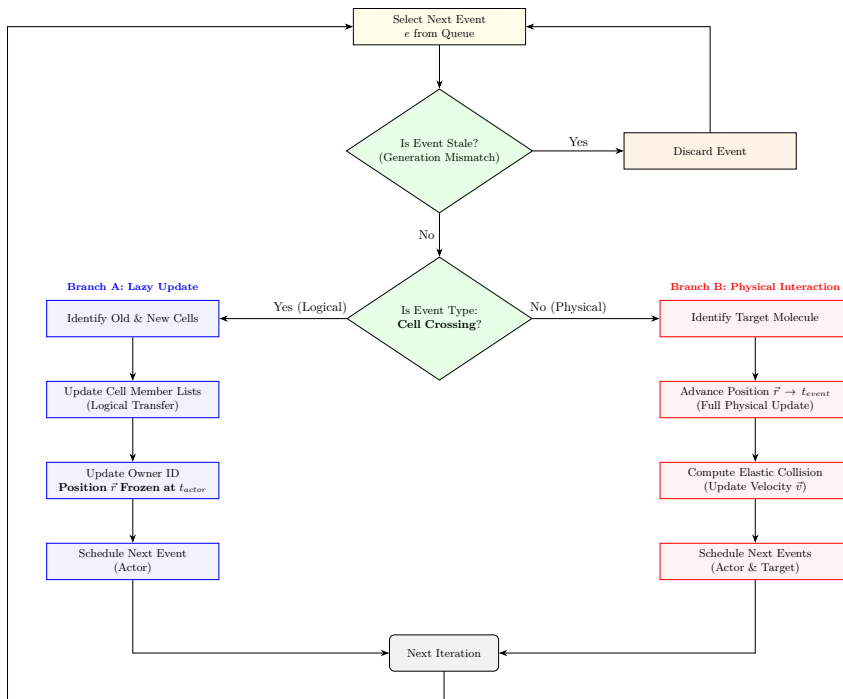 Select Next Event
e from Queue
Is Event Stale?
(Generation Mismatch)
Yes
Discard Event
No
Branch A: Lazy Update
Branch B: Physical Interaction
Identify Old & New Cells
Yes (Logical)
Is Event Type:
Cell Crossing?
No (Physical)
Identify Target Molecule
Update Cell Member Lists
(Logical Transfer)
Advance Position r⃗ → t_event
(Full Physical Update)
Update Owner ID
Position r⃗ Frozen at t_actor
Compute Elastic Collision
(Update Velocity v⃗)
Schedule Next Event
(Actor)
Schedule Next Events
(Actor & Target)
Next Iteration